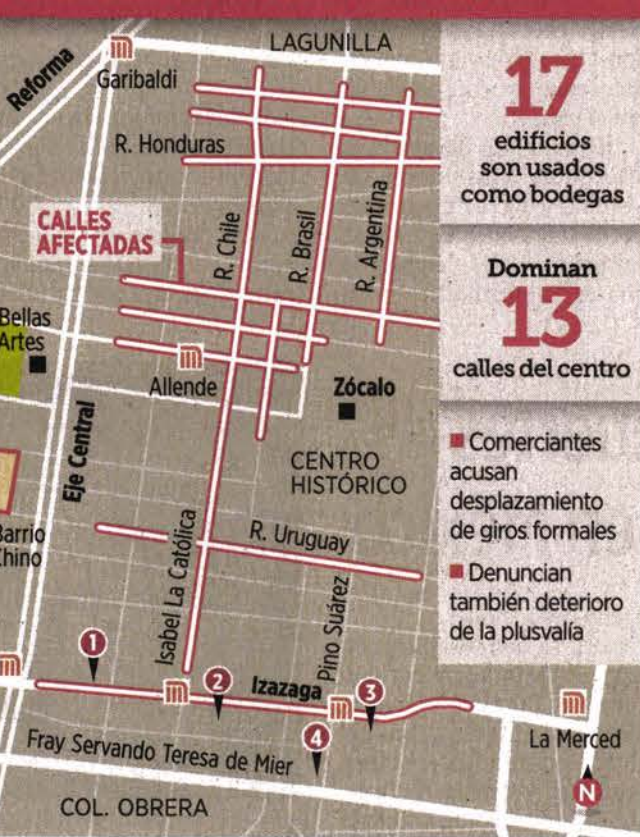 LAGUNILLA
Reforma
Garibaldi
R. Honduras
CALLES
AFECTADAS
R. Chile
R. Brasil
R. Argentina
Bellas
Artes
Allende
Zócalo
Eje Central
CENTRO
HISTÓRICO
Barrio
Chino
R. Uruguay
Isabel La Católica
Pino Suárez
1
2
Izazaga
3
4
Fray Servando Teresa de Mier
La Merced
N
COL. OBRERA
17
edificios
son usados
como bodegas
Dominan
13
calles del centro
Comerciantes
acusan
desplazamiento
de giros formales
Denuncian
también deterioro
de la plusvalía